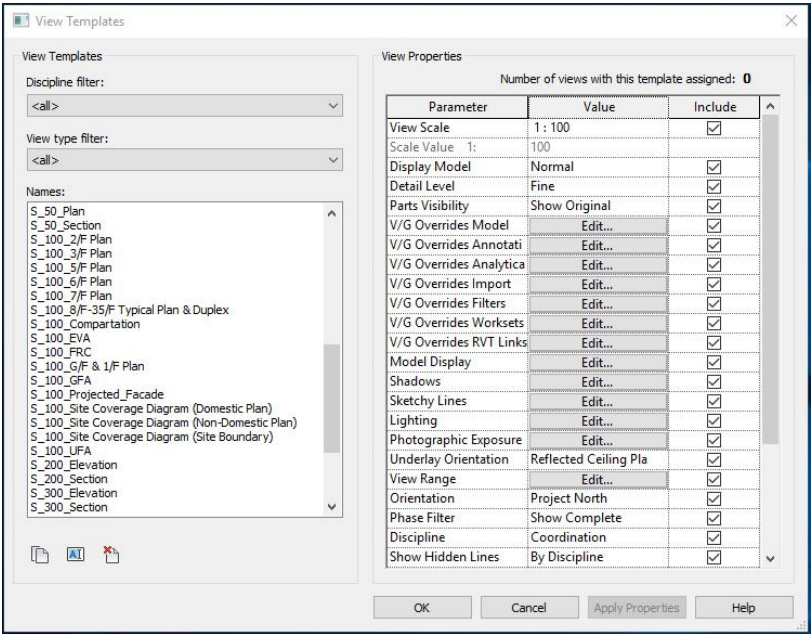 View Templates
View Templates
Discipline filter:
<all>
View type filter:
<all>
Names:
S_50_Plan
S_50_Section
S_100_2/F Plan
S_100_3/F Plan
S_100_5/F Plan
S_100_6/F Plan
S_100_7/F Plan
S_100_8/F-35/F Typical Plan & Duplex
S_100_Compartation
S_100_EVA
S_100_FRC
S_100_G/F & 1/F Plan
S_100_GFA
S_100_Projected_Facade
S_100_Site Coverage Diagram (Domestic Plan)
S_100_Site Coverage Diagram (Non-Domestic Plan)
S_100_Site Coverage Diagram (Site Boundary)
S_100_UFA
S_200_Elevation
S_200_Section
S_300_Elevation
S_300_Section
View Properties
Number of views with this template assigned: 0
Parameter Value Include
View Scale 1 : 100
Scale Value 1: 100
Display Model Normal
Detail Level Fine
Parts Visibility Show Original
V/G Overrides Model Edit...
V/G Overrides Annotati Edit...
V/G Overrides Analytica Edit...
V/G Overrides Import Edit...
V/G Overrides Filters Edit...
V/G Overrides Worksets Edit...
V/G Overrides RVT Links Edit...
Model Display Edit...
Shadows Edit...
Sketchy Lines Edit...
Lighting Edit...
Photographic Exposure Edit...
Underlay Orientation Reflected Ceiling Pla
View Range Edit...
Orientation Project North
Phase Filter Show Complete
Discipline Coordination
Show Hidden Lines By Discipline
OK Cancel Apply Properties Help